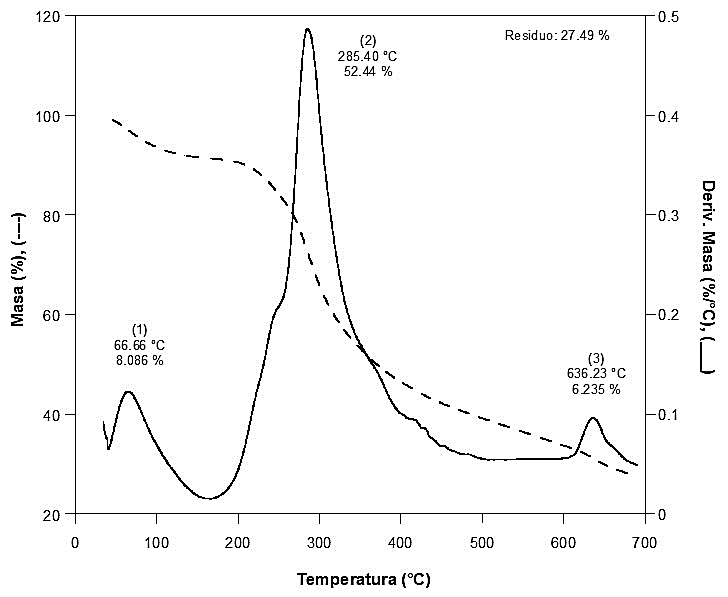 120
100
80
60
40
20
Masa (%), (----)
0.5
0.4
0.3
0.2
0.1
0
Deriv. Masa (%/°C), (___)
Residuo: 27.49 %
(2)
285.40 °C
52.44 %
(1)
66.66 °C
8.086 %
(3)
636.23 °C
6.235 %
0 100 200 300 400 500 600 700
Temperatura (°C)